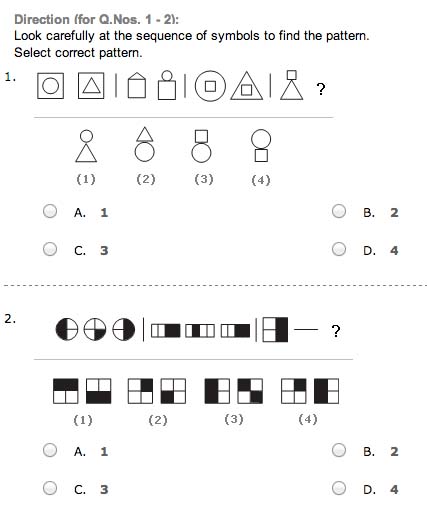 Direction (for Q.Nos. 1 - 2):
Look carefully at the sequence of symbols to find the pattern.
Select correct pattern.
1.
?
(1) (2) (3) (4)
A. 1 B. 2
C. 3 D. 4
2.
?
(1) (2) (3) (4)
A. 1 B. 2
C. 3 D. 4